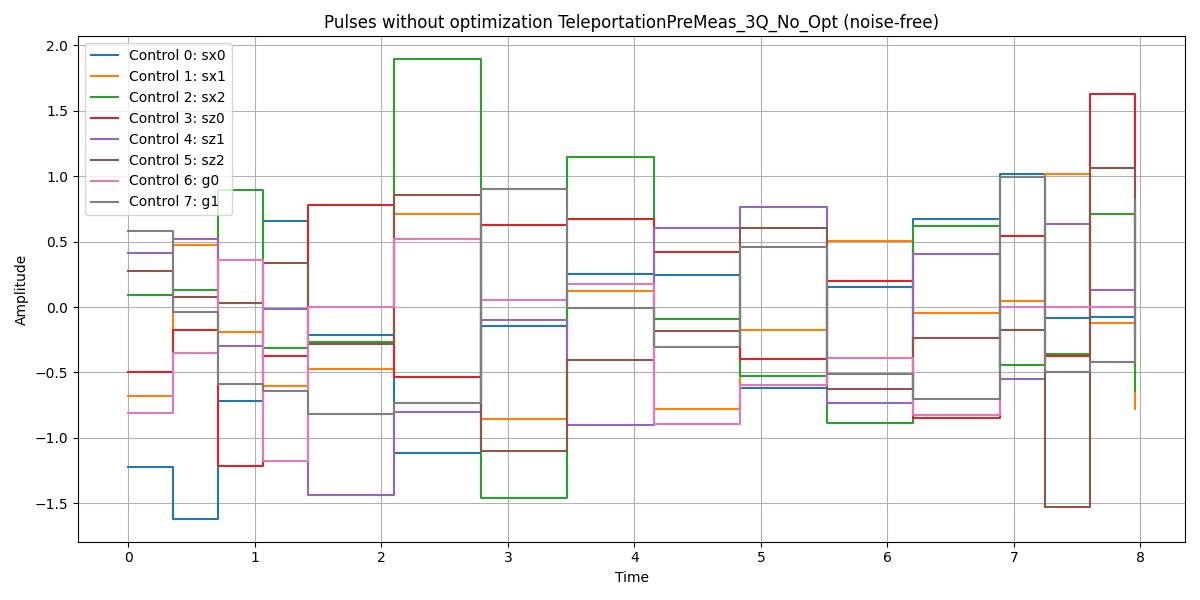 Pulses without optimization TeleportationPreMeas_3Q_No_Opt (noise-free)
2.0
1.5
1.0
0.5
0.0
−0.5
−1.0
−1.5
Amplitude
Control 0: sx0
Control 1: sx1
Control 2: sx2
Control 3: sz0
Control 4: sz1
Control 5: sz2
Control 6: g0
Control 7: g1
0 1 2 3 4 5 6 7 8
Time